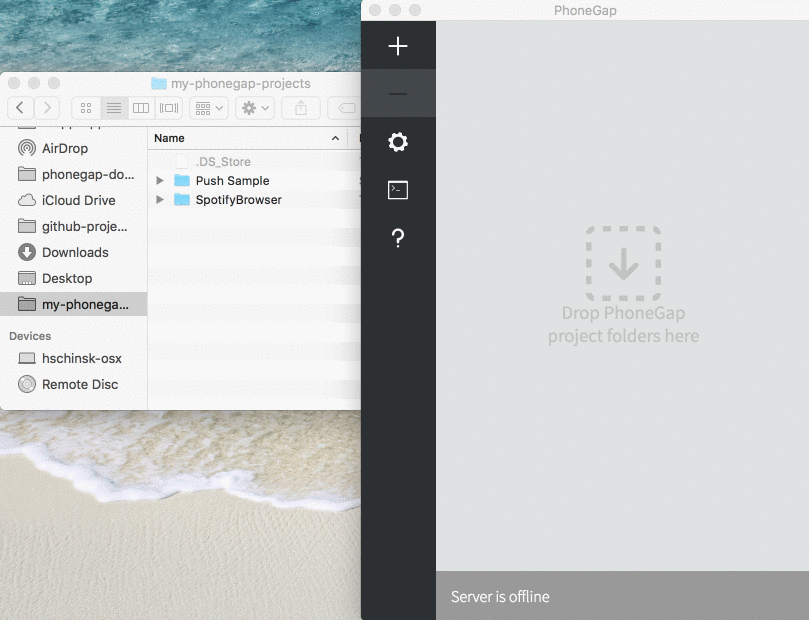 PhoneGap
my-phonegap-projects
Name
AirDrop
.DS_Store
phonegap-do...
Push Sample
iCloud Drive
SpotifyBrowser
github-proje...
Downloads
Desktop
my-phonega...
Devices
hschinsk-osx
Remote Disc
Drop PhoneGap
project folders here
Server is offline